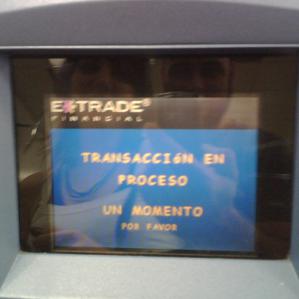 E*TRADE®
FINANCIAL
TRANSACCIóN EN
PROCESO
UN MOMENTO
POR FAVOR